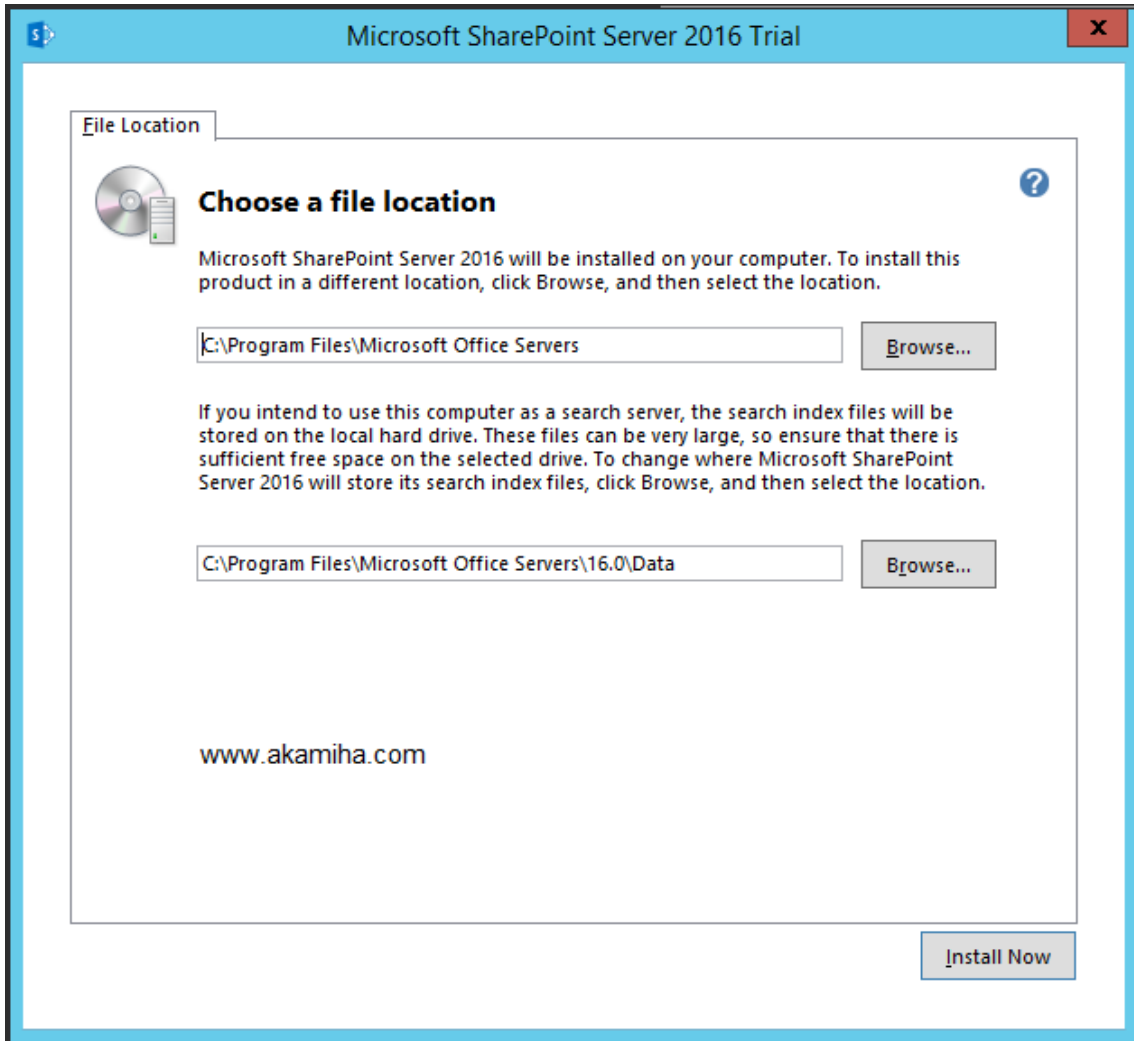 Microsoft SharePoint Server 2016 Trial
x
File Location
Choose a file location
?
Microsoft SharePoint Server 2016 will be installed on your computer. To install this
product in a different location, click Browse, and then select the location.
C:\Program Files\Microsoft Office Servers
Browse...
If you intend to use this computer as a search server, the search index files will be
stored on the local hard drive. These files can be very large, so ensure that there is
sufficient free space on the selected drive. To change where Microsoft SharePoint
Server 2016 will store its search index files, click Browse, and then select the location.
C:\Program Files\Microsoft Office Servers\16.0\Data
Browse...
www.akamiha.com
Install Now